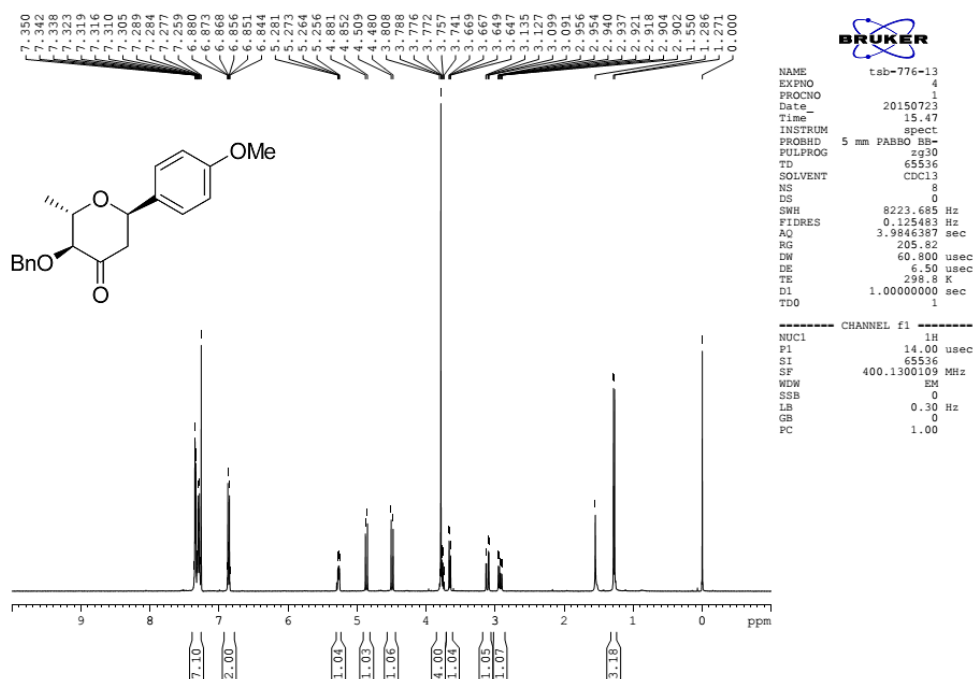 7.350
7.342
7.338
7.323
7.319
7.316
7.310
7.305
7.289
7.284
7.277
7.259
6.880
6.873
6.868
6.856
6.851
6.844
5.281
5.273
5.264
5.256
4.881
4.852
4.509
4.480
3.808
3.788
3.776
3.772
3.757
3.741
3.669
3.667
3.649
3.647
3.135
3.127
3.099
3.091
2.956
2.954
2.940
2.937
2.921
2.918
2.904
2.902
1.550
1.286
1.271
0.000
BRUKER
NAME tsb-776-13
EXPNO 4
PROCNO 1
Date_ 20150723
Time 15.47
INSTRUM spect
PROBHD 5 mm PABBO BB-
PULPROG zg30
TD 65536
SOLVENT CDCl3
NS 8
DS 0
SWH 8223.685 Hz
FIDRES 0.125483 Hz
AQ 3.9846387 sec
RG 205.82
DW 60.800 usec
DE 6.50 usec
TE 298.8 K
D1 1.00000000 sec
TD0 1
======== CHANNEL f1 ========
NUC1 1H
P1 14.00 usec
SI 65536
SF 400.1300109 MHz
WDW EM
SSB 0
LB 0.30 Hz
GB 0
PC 1.00
OMe
O
BnO
O
9 8 7 6 5 4 3 2 1 0 ppm
7.10
2.00
1.04
1.03
1.06
4.00
1.04
1.05
1.07
3.18